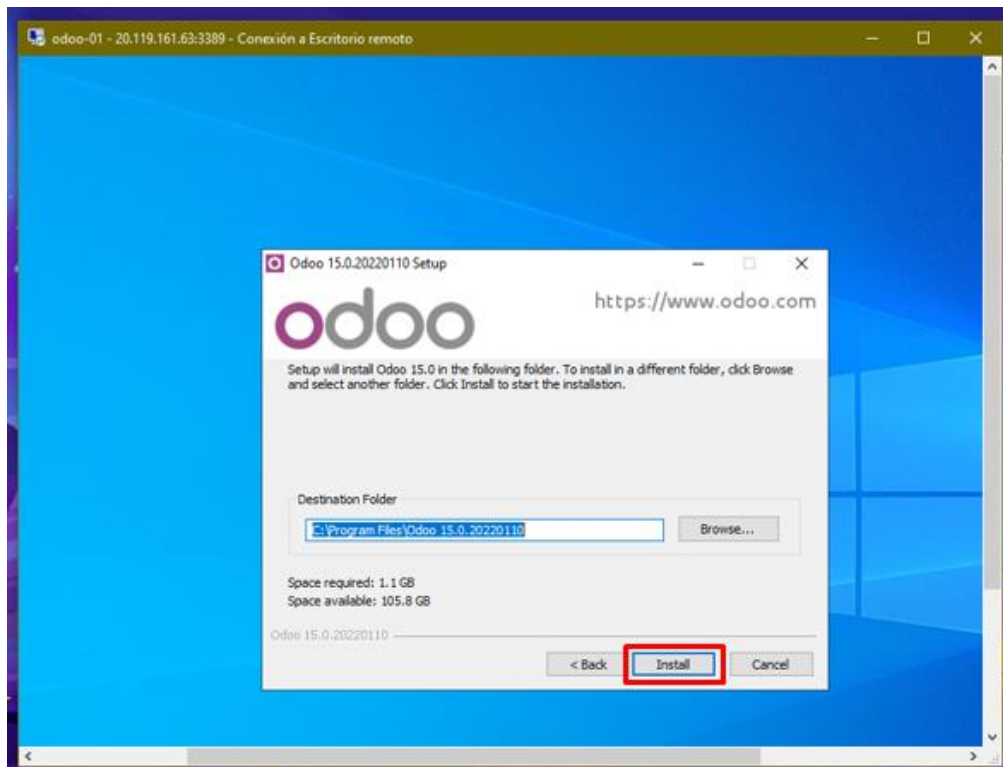 odoo-01 - 20.119.161.63:3389 - Conexión a Escritorio remoto
Odoo 15.0.20220110 Setup
odoo
https://www.odoo.com
Setup will install Odoo 15.0 in the following folder. To install in a different folder, click Browse
and select another folder. Click Install to start the installation.
Destination Folder
C:\Program Files\Odoo 15.0.20220110
Browse...
Space required: 1.1 GB
Space available: 105.8 GB
Odoo 15.0.20220110
< Back Install Cancel